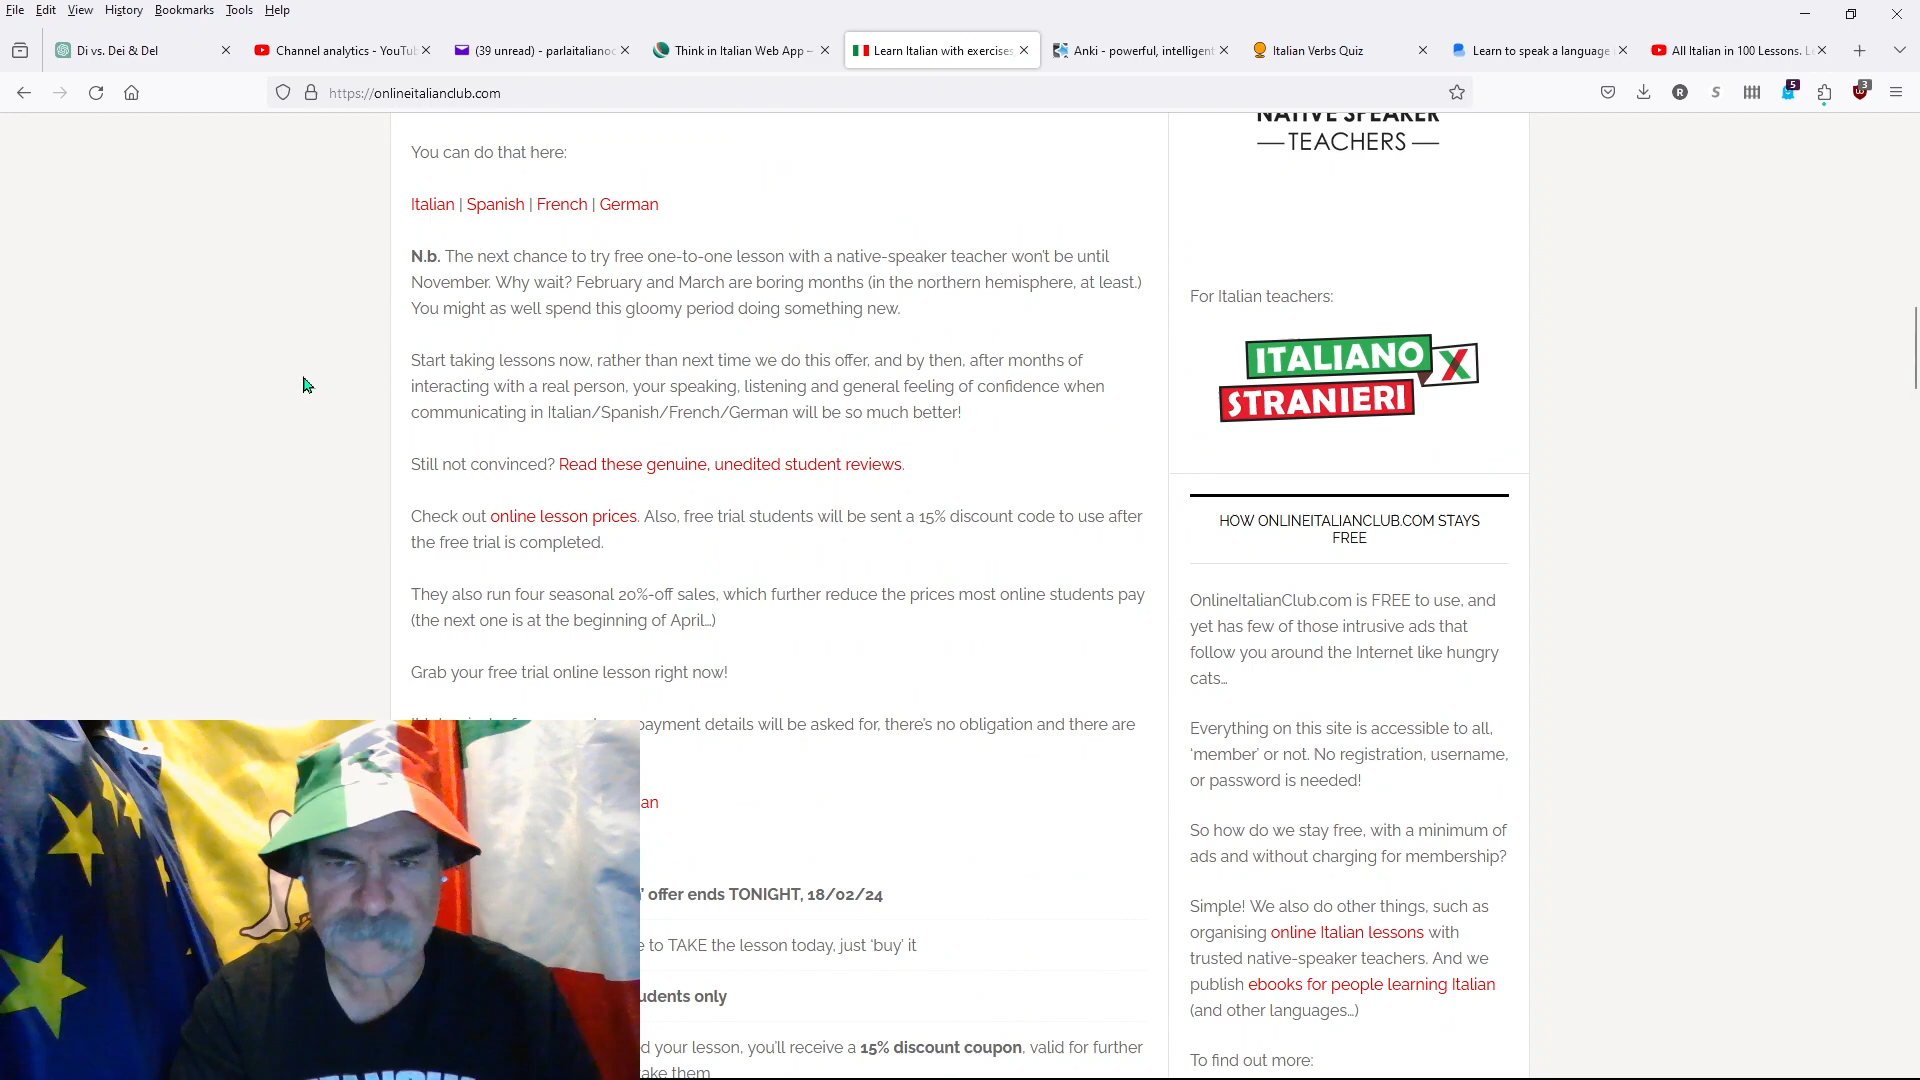 File Edit View History Bookmarks Tools Help
Di vs. Dei & Del
Channel analytics - YouTu
(39 unread) - parlaitaliano
Think in Italian Web App –
Learn Italian with exercises,
Anki - powerful, intelligent
Italian Verbs Quiz
Learn to speak a language
All Italian in 100 Lessons. L
https://onlineitalianclub.com
5
3
You can do that here:
Italian | Spanish | French | German
N.b. The next chance to try free one-to-one lesson with a native-speaker teacher won't be until
November. Why wait? February and March are boring months (in the northern hemisphere, at least.)
You might as well spend this gloomy period doing something new.
Start taking lessons now, rather than next time we do this offer, and by then, after months of
interacting with a real person, your speaking, listening and general feeling of confidence when
communicating in Italian/Spanish/French/German will be so much better!
Still not convinced? Read these genuine, unedited student reviews.
Check out online lesson prices. Also, free trial students will be sent a 15% discount code to use after
the free trial is completed.
They also run four seasonal 20%-off sales, which further reduce the prices most online students pay
(the next one is at the beginning of April…)
Grab your free trial online lesson right now!
payment details will be asked for, there's no obligation and there are
an
' offer ends TONIGHT, 18/02/24
e to TAKE the lesson today, just 'buy' it
udents only
d your lesson, you'll receive a 15% discount coupon, valid for further
ake them
NATIVE SPEAKER
TEACHERS
For Italian teachers:
ITALIANO X
STRANIERI
HOW ONLINEITALIANCLUB.COM STAYS
FREE
OnlineItalianClub.com is FREE to use, and
yet has few of those intrusive ads that
follow you around the Internet like hungry
cats…
Everything on this site is accessible to all,
'member' or not. No registration, username,
or password is needed!
So how do we stay free, with a minimum of
ads and without charging for membership?
Simple! We also do other things, such as
organising online Italian lessons with
trusted native-speaker teachers. And we
publish ebooks for people learning Italian
(and other languages…)
To find out more: